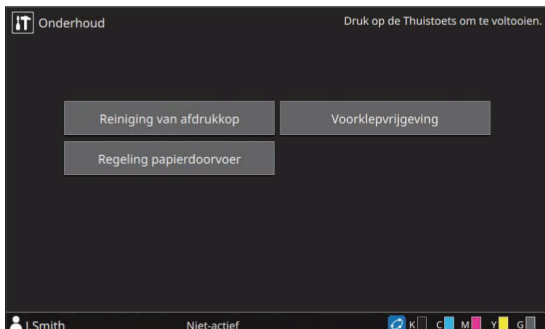 Onderhoud
Druk op de Thuistoets om te voltooien.
Reiniging van afdrukkop
Voorklepvrijgeving
Regeling papierdoorvoer
J.Smith
Niet-actief
K C M Y G